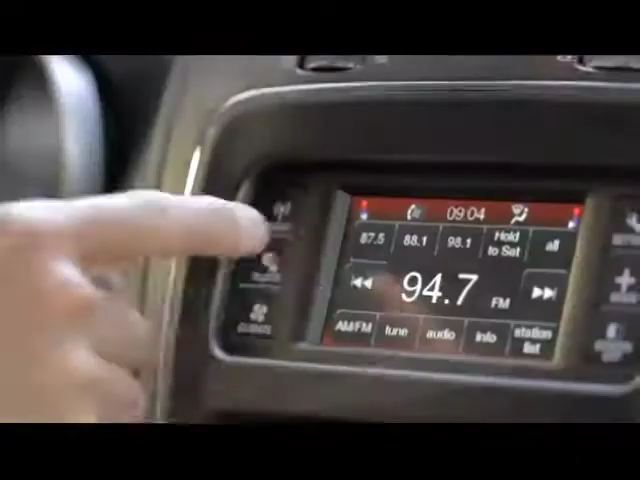 09:04
87.5 88.1 98.1 Hold to Set all
94.7 FM
AM/FM tune audio info station list
CLIMATE